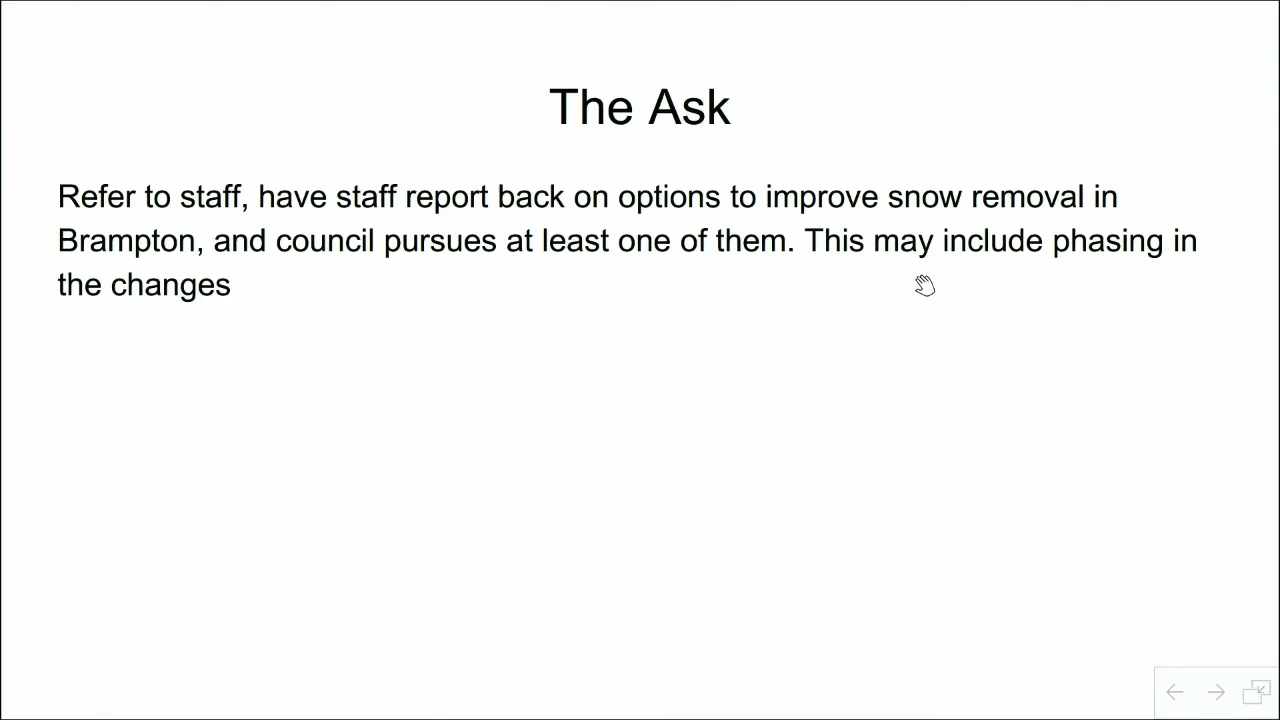 The Ask
Refer to staff, have staff report back on options to improve snow removal in
Brampton, and council pursues at least one of them. This may include phasing in
the changes